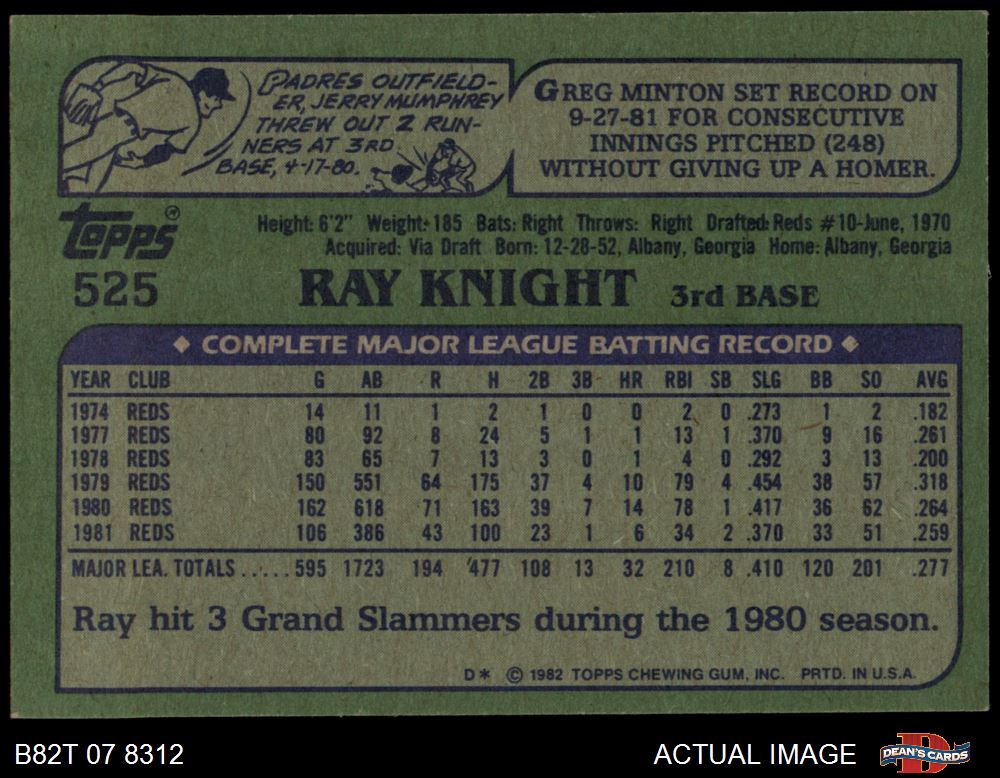 PADRES OUTFIELD-
ER, JERRY MUMPHREY
THREW OUT 2 RUN-
NERS AT 3RD
BASE, 4-17-80.
GREG MINTON SET RECORD ON
9-27-81 FOR CONSECUTIVE
INNINGS PITCHED (248)
WITHOUT GIVING UP A HOMER.
Topps®
525
Height: 6'2" Weight: 185 Bats: Right Throws: Right Drafted: Reds #10-June, 1970
Acquired: Via Draft Born: 12-28-52, Albany, Georgia Home: Albany, Georgia
RAY KNIGHT 3rd BASE
◆ COMPLETE MAJOR LEAGUE BATTING RECORD ◆
YEAR CLUB G AB R H 2B 3B HR RBI SB SLG BB SO AVG
1974 REDS 14 11 1 2 1 0 0 2 0 .273 1 2 .182
1977 REDS 80 92 8 24 5 1 1 13 1 .370 9 16 .261
1978 REDS 83 65 7 13 3 0 1 4 0 .292 3 13 .200
1979 REDS 150 551 64 175 37 4 10 79 4 .454 38 57 .318
1980 REDS 162 618 71 163 39 7 14 78 1 .417 36 62 .264
1981 REDS 106 386 43 100 23 1 6 34 2 .370 33 51 .259
MAJOR LEA. TOTALS.....595 1723 194 477 108 13 32 210 8 .410 120 201 .277
Ray hit 3 Grand Slammers during the 1980 season.
D* © 1982 TOPPS CHEWING GUM, INC. PRTD. IN U.S.A.
B82T 07 8312
ACTUAL IMAGE
D
DEAN'S CARDS